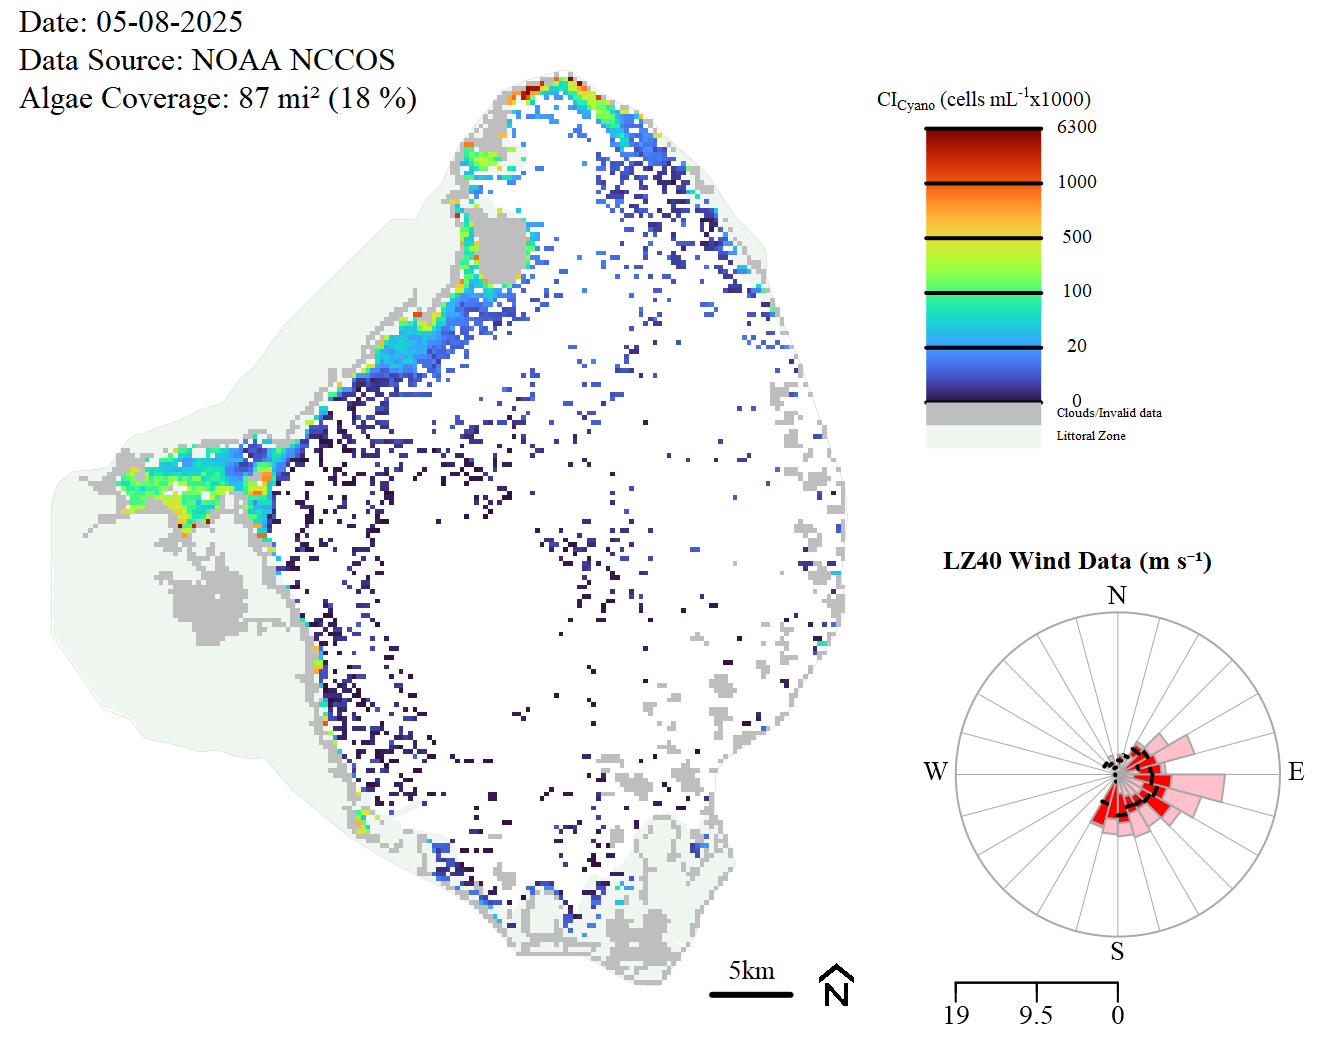 Date: 05-08-2025
Data Source: NOAA NCCOS
Algae Coverage: 87 mi² (18 %)
CICyano (cells mL⁻¹x1000)
6300
1000
500
100
20
0
Clouds/Invalid data
Littoral Zone
LZ40 Wind Data (m s⁻¹)
N
W
E
S
5km
N
19
9.5
0